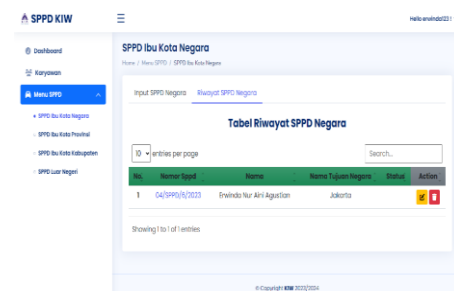 SPPD KIW
Hello erwinda123!
Dashboard
Karyawan
Menu SPPD
SPPD Ibu Kota Negara
SPPD Ibu Kota Provinsi
SPPD Ibu Kota Kabupaten
SPPD Luar Negeri
SPPD Ibu Kota Negara
Home / Menu SPPD / SPPD Ibu Kota Negara
Input SPPD Negara Riwayat SPPD Negara
Tabel Riwayat SPPD Negara
10 entries per page
Search...
No. Nomor Sppd Nama Nama Tujuan Negara Status Action
1 04/SPPD/6/2023 Erwinda Nur Aini Agustian Jakarta
Showing 1 to 1 of 1 entries
© Copyright KIW 2023/2024